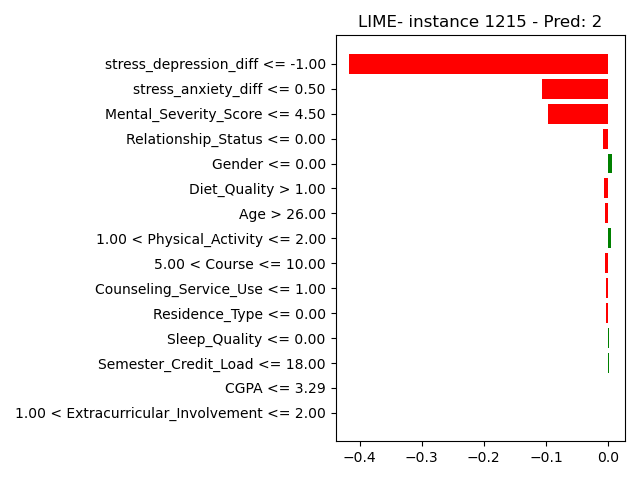 LIME- instance 1215 - Pred: 2
stress_depression_diff <= -1.00
stress_anxiety_diff <= 0.50
Mental_Severity_Score <= 4.50
Relationship_Status <= 0.00
Gender <= 0.00
Diet_Quality > 1.00
Age > 26.00
1.00 < Physical_Activity <= 2.00
5.00 < Course <= 10.00
Counseling_Service_Use <= 1.00
Residence_Type <= 0.00
Sleep_Quality <= 0.00
Semester_Credit_Load <= 18.00
CGPA <= 3.29
1.00 < Extracurricular_Involvement <= 2.00
−0.4 −0.3 −0.2 −0.1 0.0